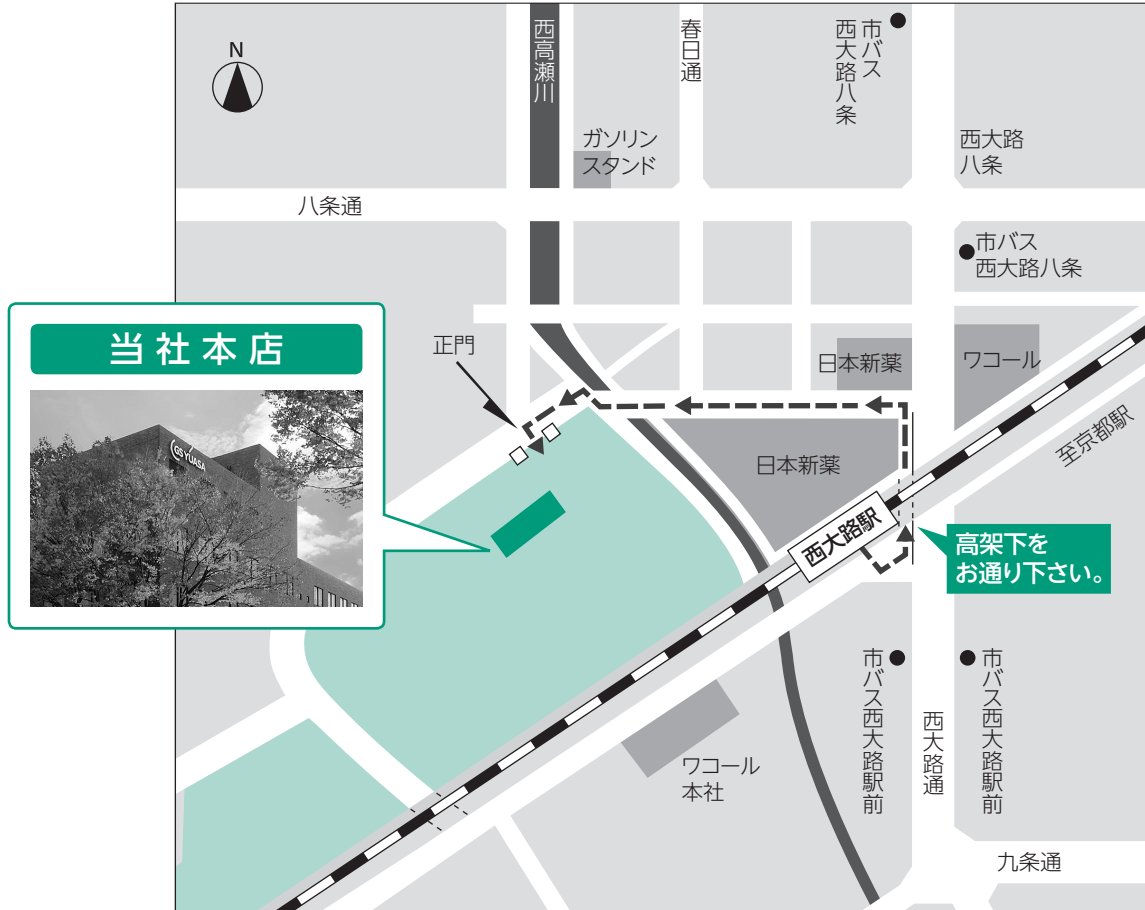 N
西高瀬川
春日通
市バス
西大路八条
ガソリン
スタンド
西大路
八条
八条通
市バス
西大路八条
当社本店
GS YUASA
正門
日本新薬
ワコール
日本新薬
至京都駅
西大路駅
高架下を
お通り下さい。
市バス西大路駅前
西大路通
市バス西大路駅前
ワコール
本社
九条通